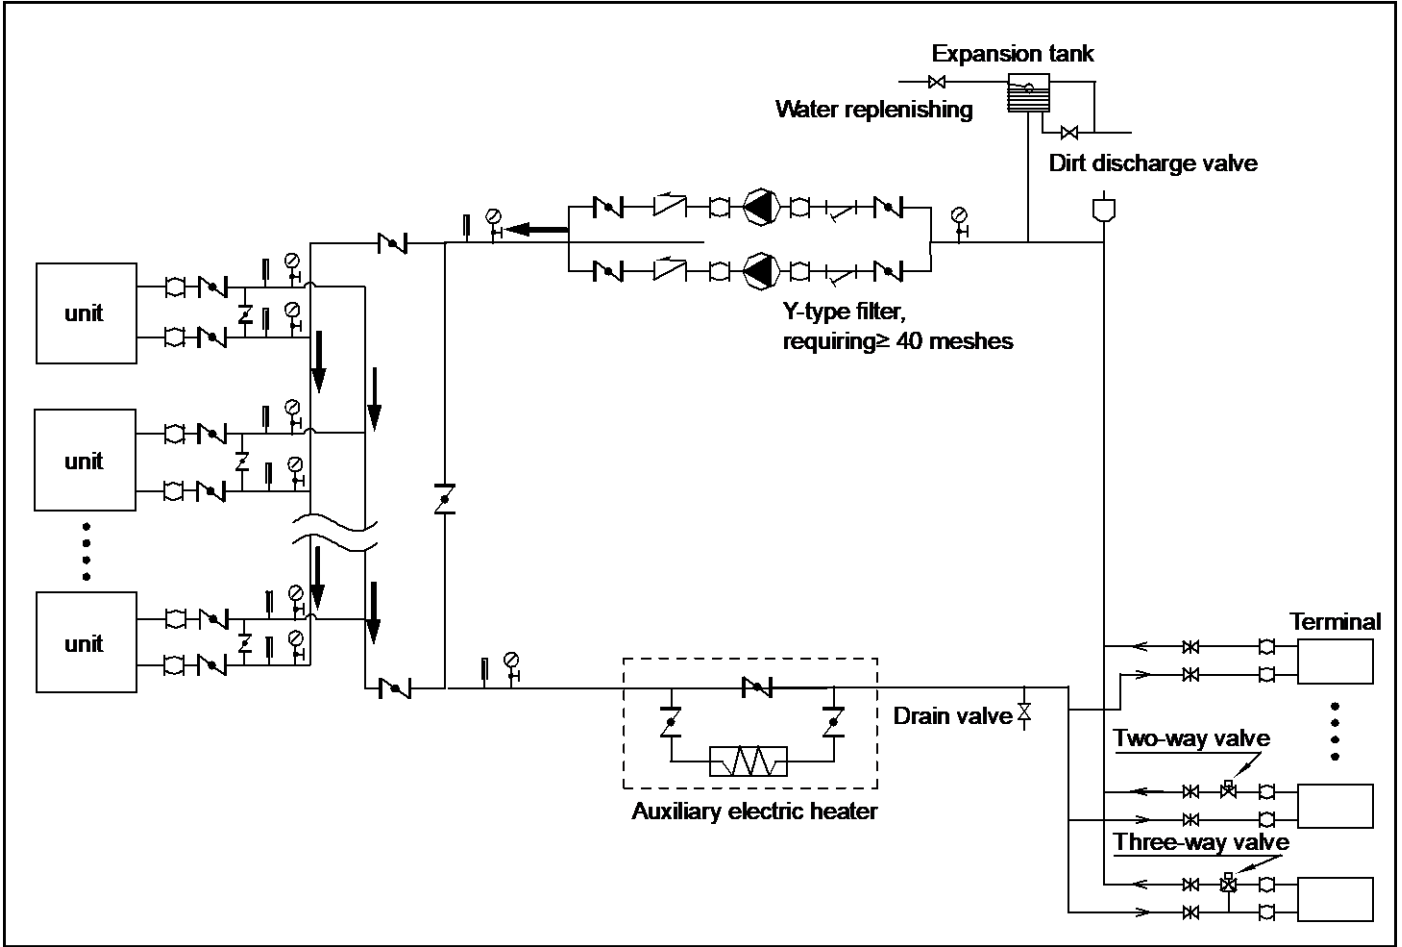 Expansion tank
Water replenishing
Dirt discharge valve
Y-type filter,
requiring≥ 40 meshes
unit
unit
unit
Terminal
Drain valve
Two-way valve
Auxiliary electric heater
Three-way valve